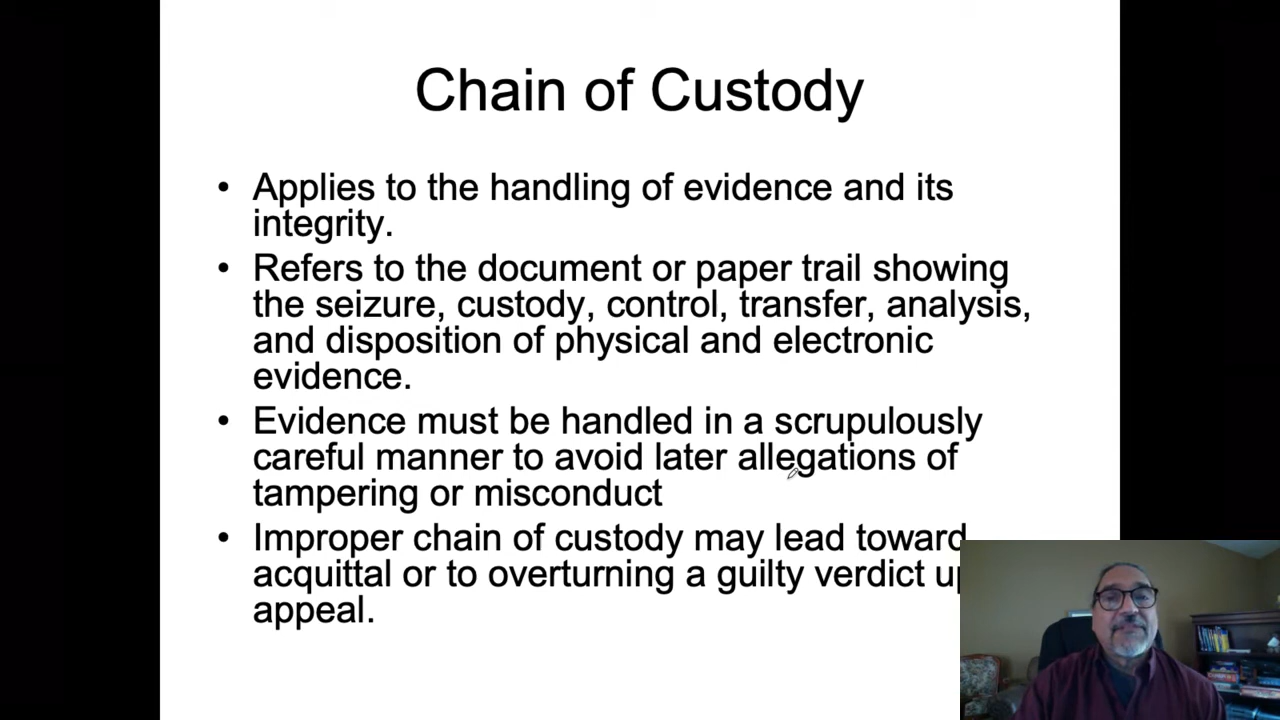 Chain of Custody
• Applies to the handling of evidence and its
integrity.
• Refers to the document or paper trail showing
the seizure, custody, control, transfer, analysis,
and disposition of physical and electronic
evidence.
• Evidence must be handled in a scrupulously
careful manner to avoid later allegations of
tampering or misconduct
• Improper chain of custody may lead toward
acquittal or to overturning a guilty verdict
appeal.